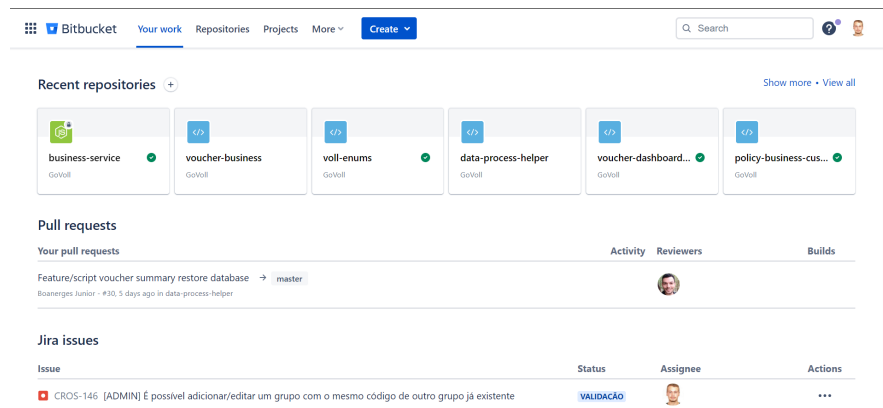 Bitbucket Your work Repositories Projects More Create Search
Recent repositories Show more • View all
business-service voucher-business voll-enums data-process-helper voucher-dashboard... policy-business-cus...
GoVoll GoVoll GoVoll GoVoll GoVoll GoVoll
Pull requests
Your pull requests Activity Reviewers Builds
Feature/script voucher summary restore database → master
Boanerges Junior - #30, 5 days ago in data-process-helper
Jira issues
Issue Status Assignee Actions
CROS-146 [ADMIN] É possível adicionar/editar um grupo com o mesmo código de outro grupo já existente VALIDACÃO